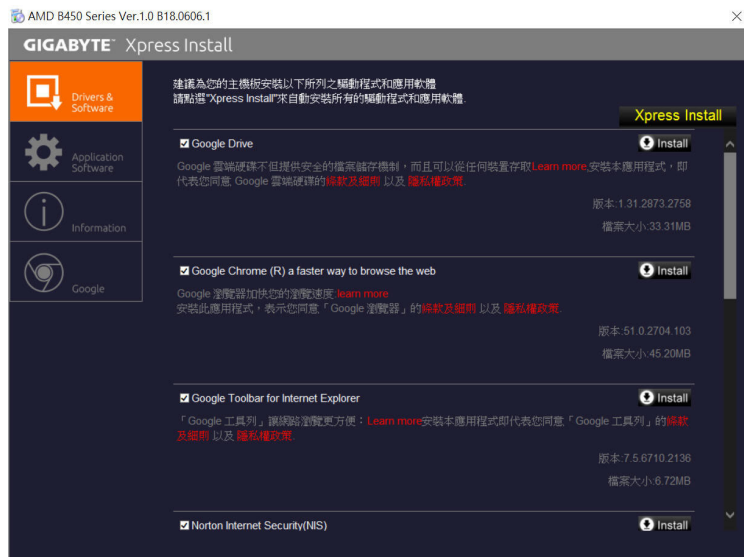 AMD B450 Series Ver.1.0 B18.0606.1
GIGABYTE™ Xpress Install
Drivers &
Software
Application
Software
Information
Google
建議為您的主機板安裝以下所列之驅動程式和應用軟體
請點選"Xpress Install"來自動安裝所有的驅動程式和應用軟體.
Xpress Install
Google Drive
Install
Google 雲端硬碟不但提供安全的檔案儲存機制，而且可以從任何裝置存取Learn more,安裝本應用程式，即
代表您同意 Google 雲端硬碟的條款及細則 以及 隱私權政策.
版本:1.31.2873.2758
檔案大小:33.31MB
Google Chrome (R) a faster way to browse the web
Install
Google 瀏覽器加快您的瀏覽速度.learn more
安裝此應用程式，表示您同意「Google 瀏覽器」的條款及細則 以及 隱私權政策.
版本:51.0.2704.103
檔案大小:45.20MB
Google Toolbar for Internet Explorer
Install
「Google 工具列」讓網路瀏覽更方便：Learn more安裝本應用程式即代表您同意「Google 工具列」的條款
及細則 以及 隱私權政策.
版本:7.5.6710.2136
檔案大小:6.72MB
Norton Internet Security(NIS)
Install